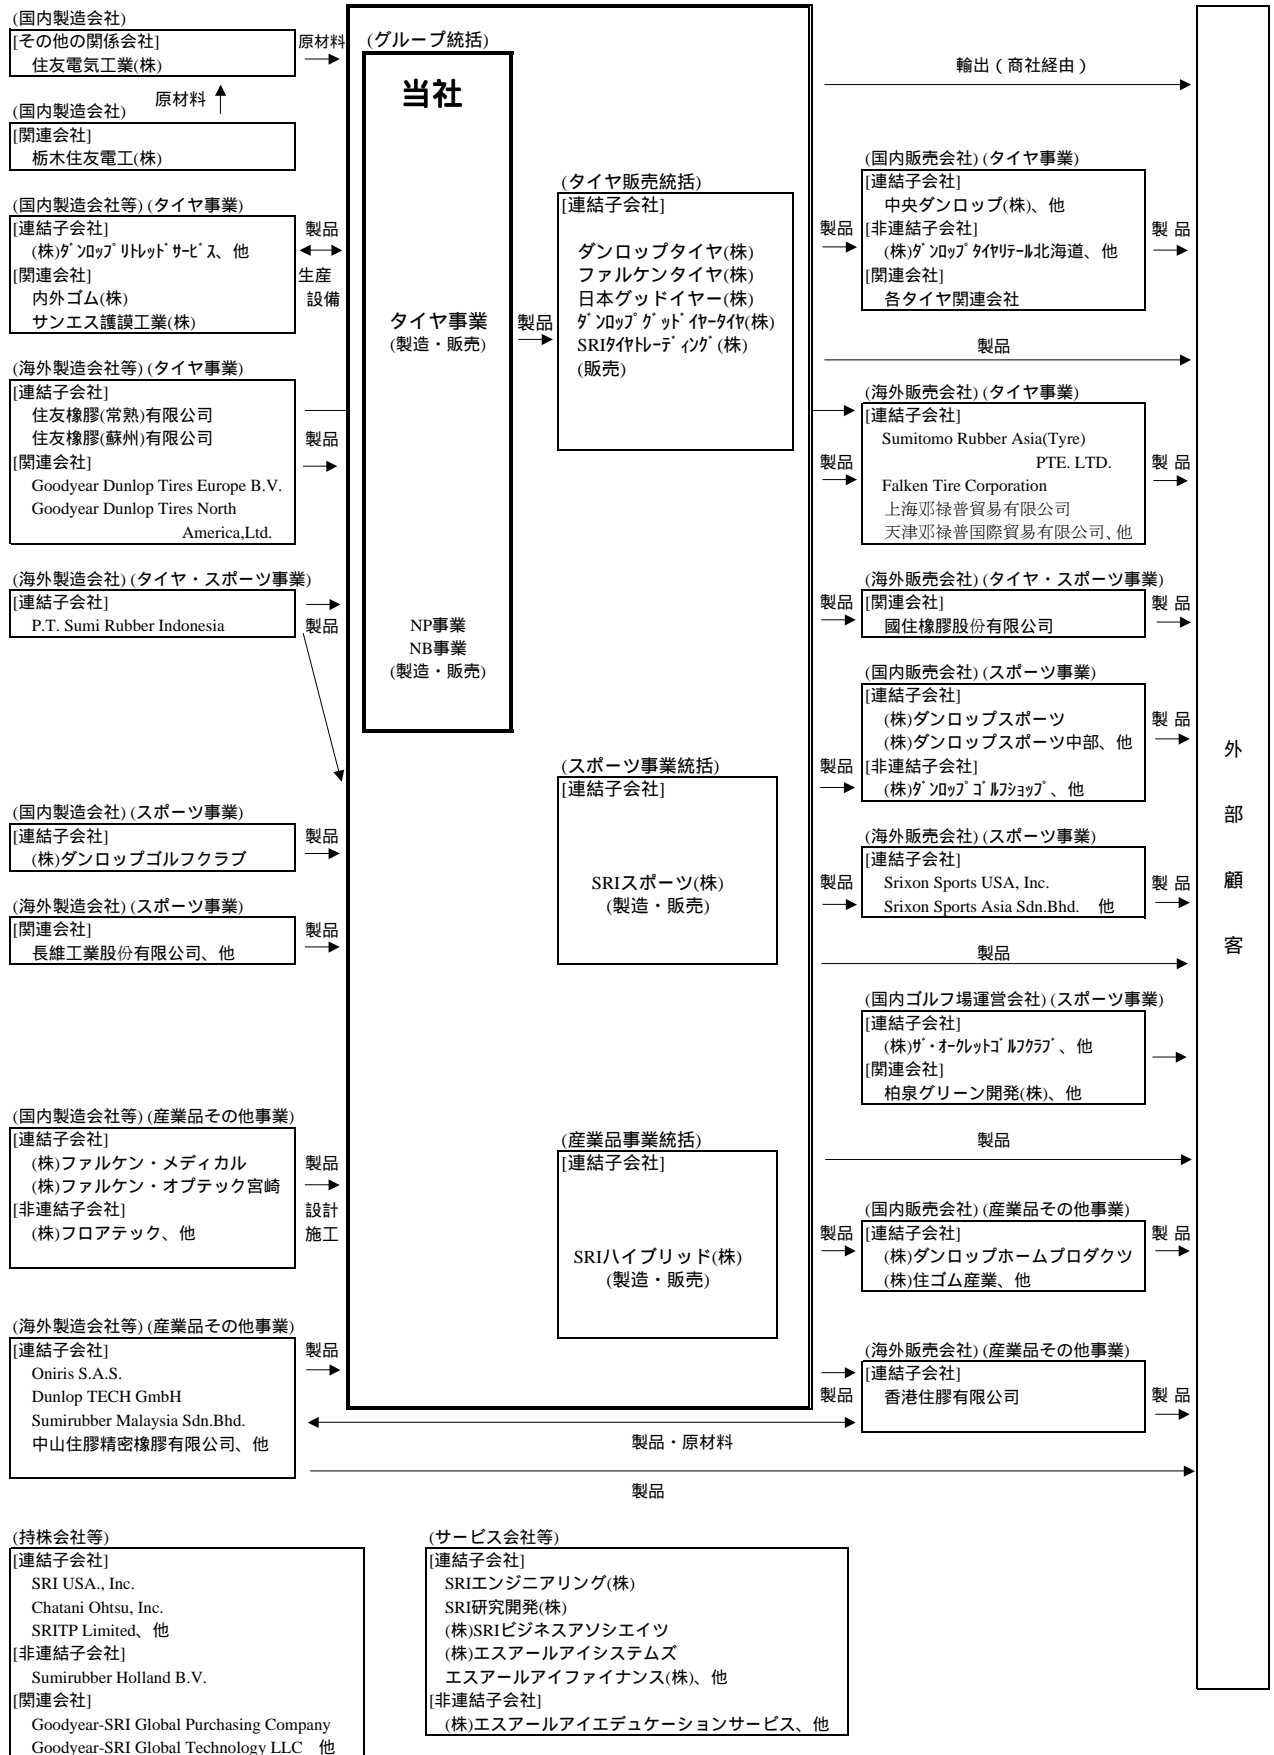 (国内製造会社)
[その他の関係会社]
住友電気工業(株)
原材料
原材料
(国内製造会社)
[関連会社]
栃木住友電工(株)
(国内製造会社等) (タイヤ事業)
[連結子会社]
(株)ﾀﾞﾝﾛｯﾌﾟﾘﾄﾚｯﾄﾞｻｰﾋﾞｽ、他
[関連会社]
内外ゴム(株)
サンエス護謨工業(株)
製品
生産
設備
(海外製造会社等) (タイヤ事業)
[連結子会社]
住友橡膠(常熟)有限公司
住友橡膠(蘇州)有限公司
[関連会社]
Goodyear Dunlop Tires Europe B.V.
Goodyear Dunlop Tires North
America,Ltd.
製品
(海外製造会社) (タイヤ・スポーツ事業)
[連結子会社]
P.T. Sumi Rubber Indonesia
製品
(国内製造会社) (スポーツ事業)
[連結子会社]
(株)ダンロップゴルフクラブ
製品
(海外製造会社) (スポーツ事業)
[関連会社]
長維工業股份有限公司、他
製品
(国内製造会社等) (産業品その他事業)
[連結子会社]
(株)ファルケン・メディカル
(株)ファルケン・オプテック宮崎
[非連結子会社]
(株)フロアテック、他
製品
設計
施工
(海外製造会社等) (産業品その他事業)
[連結子会社]
Oniris S.A.S.
Dunlop TECH GmbH
Sumirubber Malaysia Sdn.Bhd.
中山住膠精密橡膠有限公司、他
製品
(グループ統括)
当社
タイヤ事業
(製造・販売)
NP事業
NB事業
(製造・販売)
製品
(タイヤ販売統括)
[連結子会社]
ダンロップタイヤ(株)
ファルケンタイヤ(株)
日本グッドイヤー(株)
ﾀﾞﾝﾛｯﾌﾟｸﾞｯﾄﾞｲﾔｰﾀｲﾔ(株)
SRIﾀｲﾔﾄﾚｰﾃﾞｨﾝｸﾞ(株)
(販売)
(スポーツ事業統括)
[連結子会社]
SRIスポーツ(株)
(製造・販売)
(産業品事業統括)
[連結子会社]
SRIハイブリッド(株)
(製造・販売)
輸出(商社経由)
(国内販売会社) (タイヤ事業)
[連結子会社]
中央ダンロップ(株)、他
[非連結子会社]
(株)ﾀﾞﾝﾛｯﾌﾟﾀｲﾔﾘﾃｰﾙ北海道、他
[関連会社]
各タイヤ関連会社
製品
製品
製品
(海外販売会社) (タイヤ事業)
[連結子会社]
Sumitomo Rubber Asia(Tyre)
PTE. LTD.
Falken Tire Corporation
上海邓禄普貿易有限公司
天津邓禄普国際貿易有限公司、他
製品
製品
(海外販売会社) (タイヤ・スポーツ事業)
[関連会社]
國住橡膠股份有限公司
製品
製品
(国内販売会社) (スポーツ事業)
[連結子会社]
(株)ダンロップスポーツ
(株)ダンロップスポーツ中部、他
[非連結子会社]
(株)ﾀﾞﾝﾛｯﾌﾟｺﾞﾙﾌｼｮｯﾌﾟ、他
製品
製品
(海外販売会社) (スポーツ事業)
[連結子会社]
Srixon Sports USA, Inc.
Srixon Sports Asia Sdn.Bhd. 他
製品
製品
製品
(国内ゴルフ場運営会社) (スポーツ事業)
[連結子会社]
(株)ｻﾞ・ｵｰｸﾚｯﾄｺﾞﾙﾌｸﾗﾌﾞ、他
[関連会社]
柏泉グリーン開発(株)、他
製品
(国内販売会社) (産業品その他事業)
[連結子会社]
(株)ダンロップホームプロダクツ
(株)住ゴム産業、他
製品
製品
(海外販売会社) (産業品その他事業)
[連結子会社]
香港住膠有限公司
製品
製品
製品・原材料
製品
外部顧客
(持株会社等)
[連結子会社]
SRI USA., Inc.
Chatani Ohtsu, Inc.
SRITP Limited、他
[非連結子会社]
Sumirubber Holland B.V.
[関連会社]
Goodyear-SRI Global Purchasing Company
Goodyear-SRI Global Technology LLC 他
(サービス会社等)
[連結子会社]
SRIエンジニアリング(株)
SRI研究開発(株)
(株)SRIビジネスアソシエイツ
(株)エスアールアイシステムズ
エスアールアイファイナンス(株)、他
[非連結子会社]
(株)エスアールアイエデュケーションサービス、他